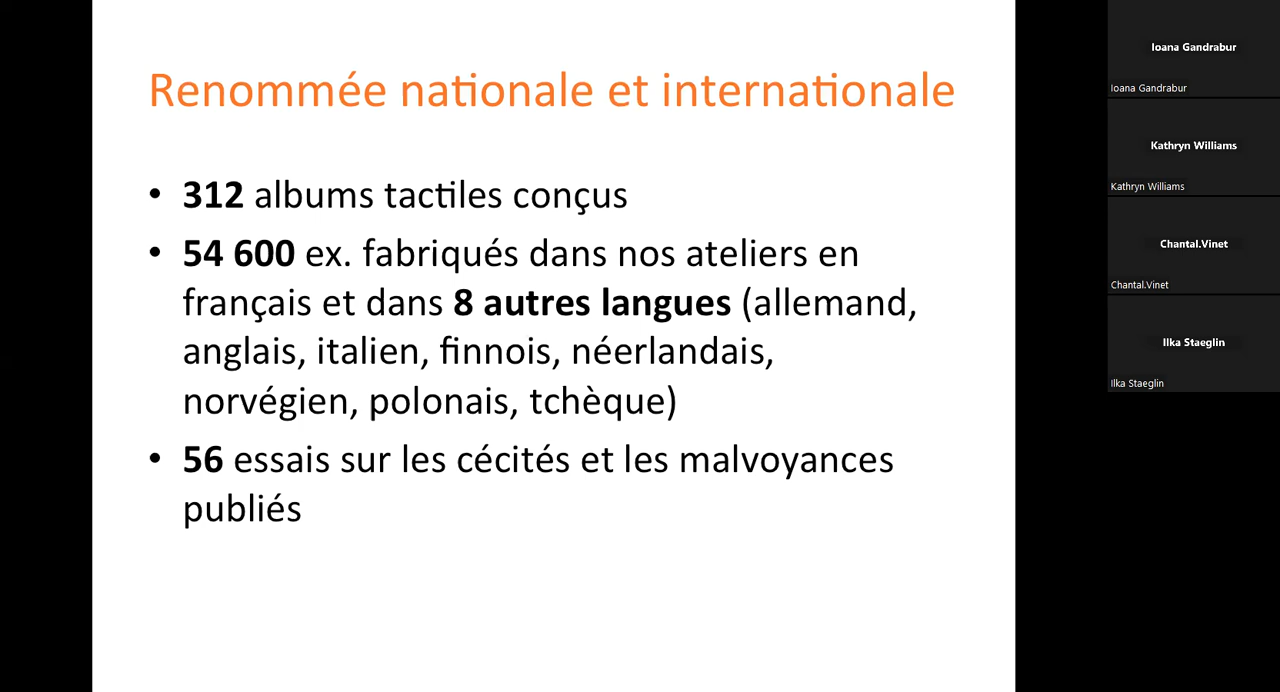 Renommée nationale et internationale
• 312 albums tactiles conçus
• 54 600 ex. fabriqués dans nos ateliers en
français et dans 8 autres langues (allemand,
anglais, italien, finnois, néerlandais,
norvégien, polonais, tchèque)
• 56 essais sur les cécités et les malvoyances
publiés
Ioana Gandrabur
Ioana Gandrabur
Kathryn Williams
Kathryn Williams
Chantal.Vinet
Chantal.Vinet
Ilka Staeglin
Ilka Staeglin